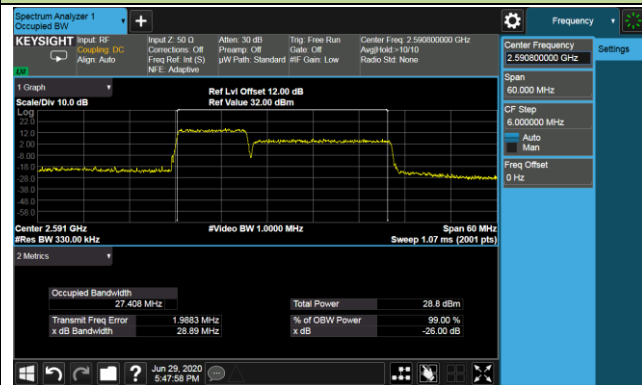 Spectrum Analyzer 1
Occupied BW
Frequency
KEYSIGHT
Input: RF
Coupling: DC
Align: Auto
Input Z: 50 Ω
Corrections: Off
Freq Ref: Int (S)
NFE: Adaptive
Atten: 30 dB
Preamp: Off
µW Path: Standard
Trig: Free Run
Gate: Off
#IF Gain: Low
Center Freq: 2.590800000 GHz
Avg|Hold:>10/10
Radio Std: None
Center Frequency
2.590800000 GHz
Settings
Span
60.000 MHz
CF Step
6.000000 MHz
Auto
Man
Freq Offset
0 Hz
1 Graph
Scale/Div 10.0 dB
Ref Lvl Offset 12.00 dB
Ref Value 32.00 dBm
Log
22.0
12.0
2.00
-8.00
-18.0
-28.0
-38.0
-48.0
-58.0
Center 2.591 GHz
#Video BW 1.0000 MHz
Span 60 MHz
#Res BW 330.00 kHz
Sweep 1.07 ms (2001 pts)
2 Metrics
Occupied Bandwidth
27.408 MHz
Total Power
28.8 dBm
Transmit Freq Error
1.9883 MHz
% of OBW Power
99.00 %
x dB Bandwidth
28.89 MHz
x dB
-26.00 dB
Jun 29, 2020
5:47:58 PM